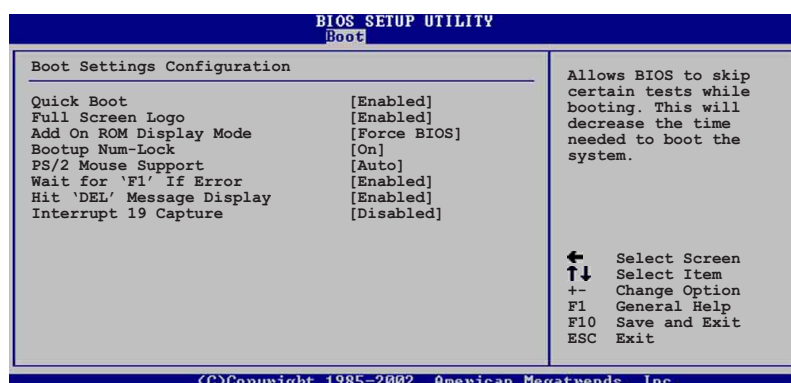 BIOS SETUP UTILITY
Boot
Boot Settings Configuration
Quick Boot [Enabled]
Full Screen Logo [Enabled]
Add On ROM Display Mode [Force BIOS]
Bootup Num-Lock [On]
PS/2 Mouse Support [Auto]
Wait for ‘F1’ If Error [Enabled]
Hit ‘DEL’ Message Display [Enabled]
Interrupt 19 Capture [Disabled]
Allows BIOS to skip
certain tests while
booting. This will
decrease the time
needed to boot the
system.
← Select Screen
↑↓ Select Item
+- Change Option
F1 General Help
F10 Save and Exit
ESC Exit
(C)Copyright 1985-2002, American Megatrends, Inc